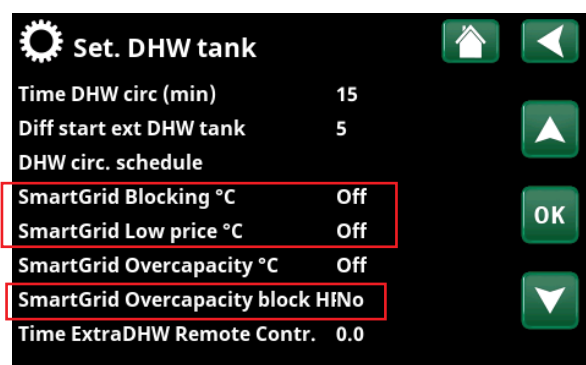 Set. DHW tank
Time DHW circ (min) 15
Diff start ext DHW tank 5
DHW circ. schedule
SmartGrid Blocking °C Off
SmartGrid Low price °C Off
SmartGrid Overcapacity °C Off
SmartGrid Overcapacity block HPNo
OK
Time ExtraDHW Remote Contr. 0.0